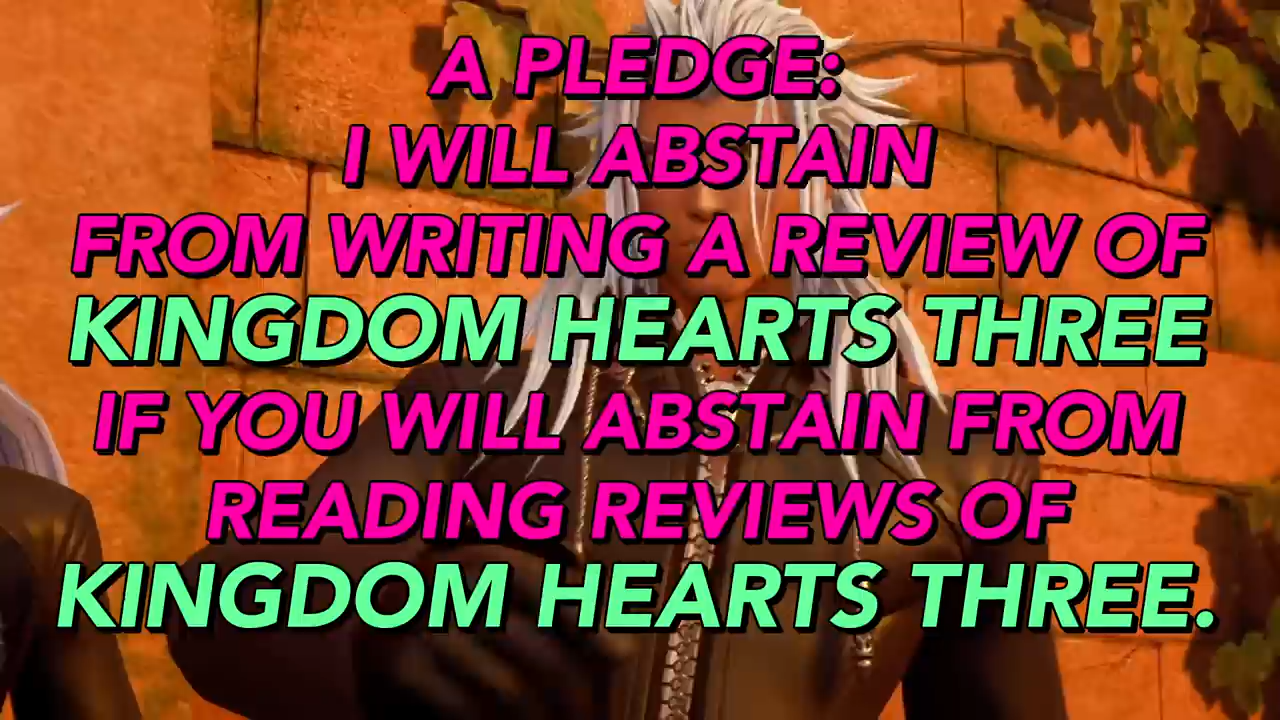 A PLEDGE:
I WILL ABSTAIN
FROM WRITING A REVIEW OF
KINGDOM HEARTS THREE
IF YOU WILL ABSTAIN FROM
READING REVIEWS OF
KINGDOM HEARTS THREE.